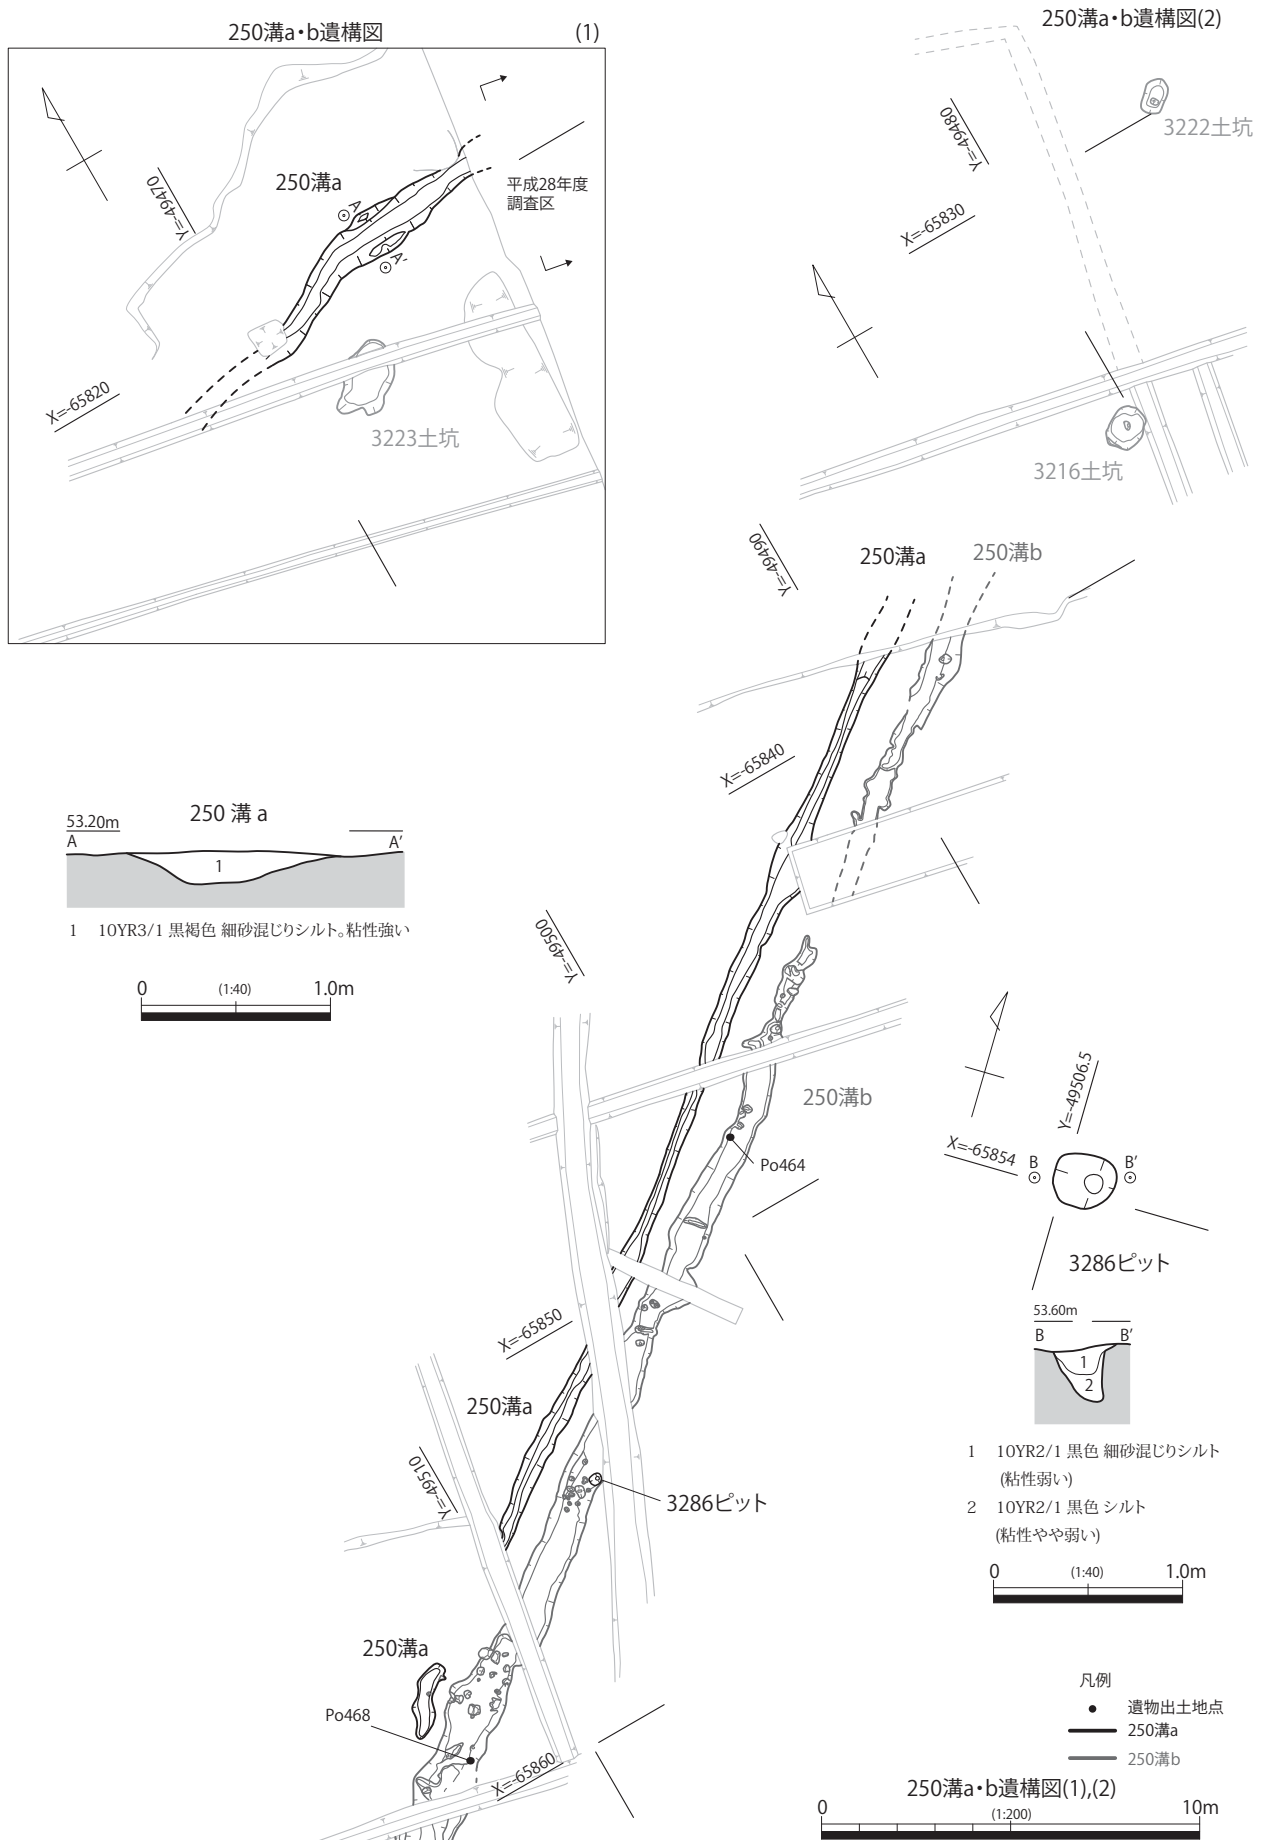 250溝a・b遺構図
(1)
Y=-49470
250溝a
A
A'
平成28年度
調査区
X=-65820
3223土坑
250溝a・b遺構図(2)
Y=-49480
3222土坑
X=-65830
3216土坑
Y=-49490
250溝a
250溝b
X=-65840
250 溝 a
53.20m
A
A'
1
1 10YR3/1 黒褐色 細砂混じりシルト。粘性強い
0
(1:40)
1.0m
Y=-49500
250溝b
Po464
Y=-49506.5
X=-65854
B
B'
3286ピット
53.60m
B
B'
1
2
1 10YR2/1 黒色 細砂混じりシルト
(粘性弱い)
2 10YR2/1 黒色 シルト
(粘性やや弱い)
0
(1:40)
1.0m
X=-65850
250溝a
Y=-49510
3286ピット
250溝a
Po468
X=-65860
凡例
遺物出土地点
250溝a
250溝b
250溝a・b遺構図(1),(2)
0
(1:200)
10m